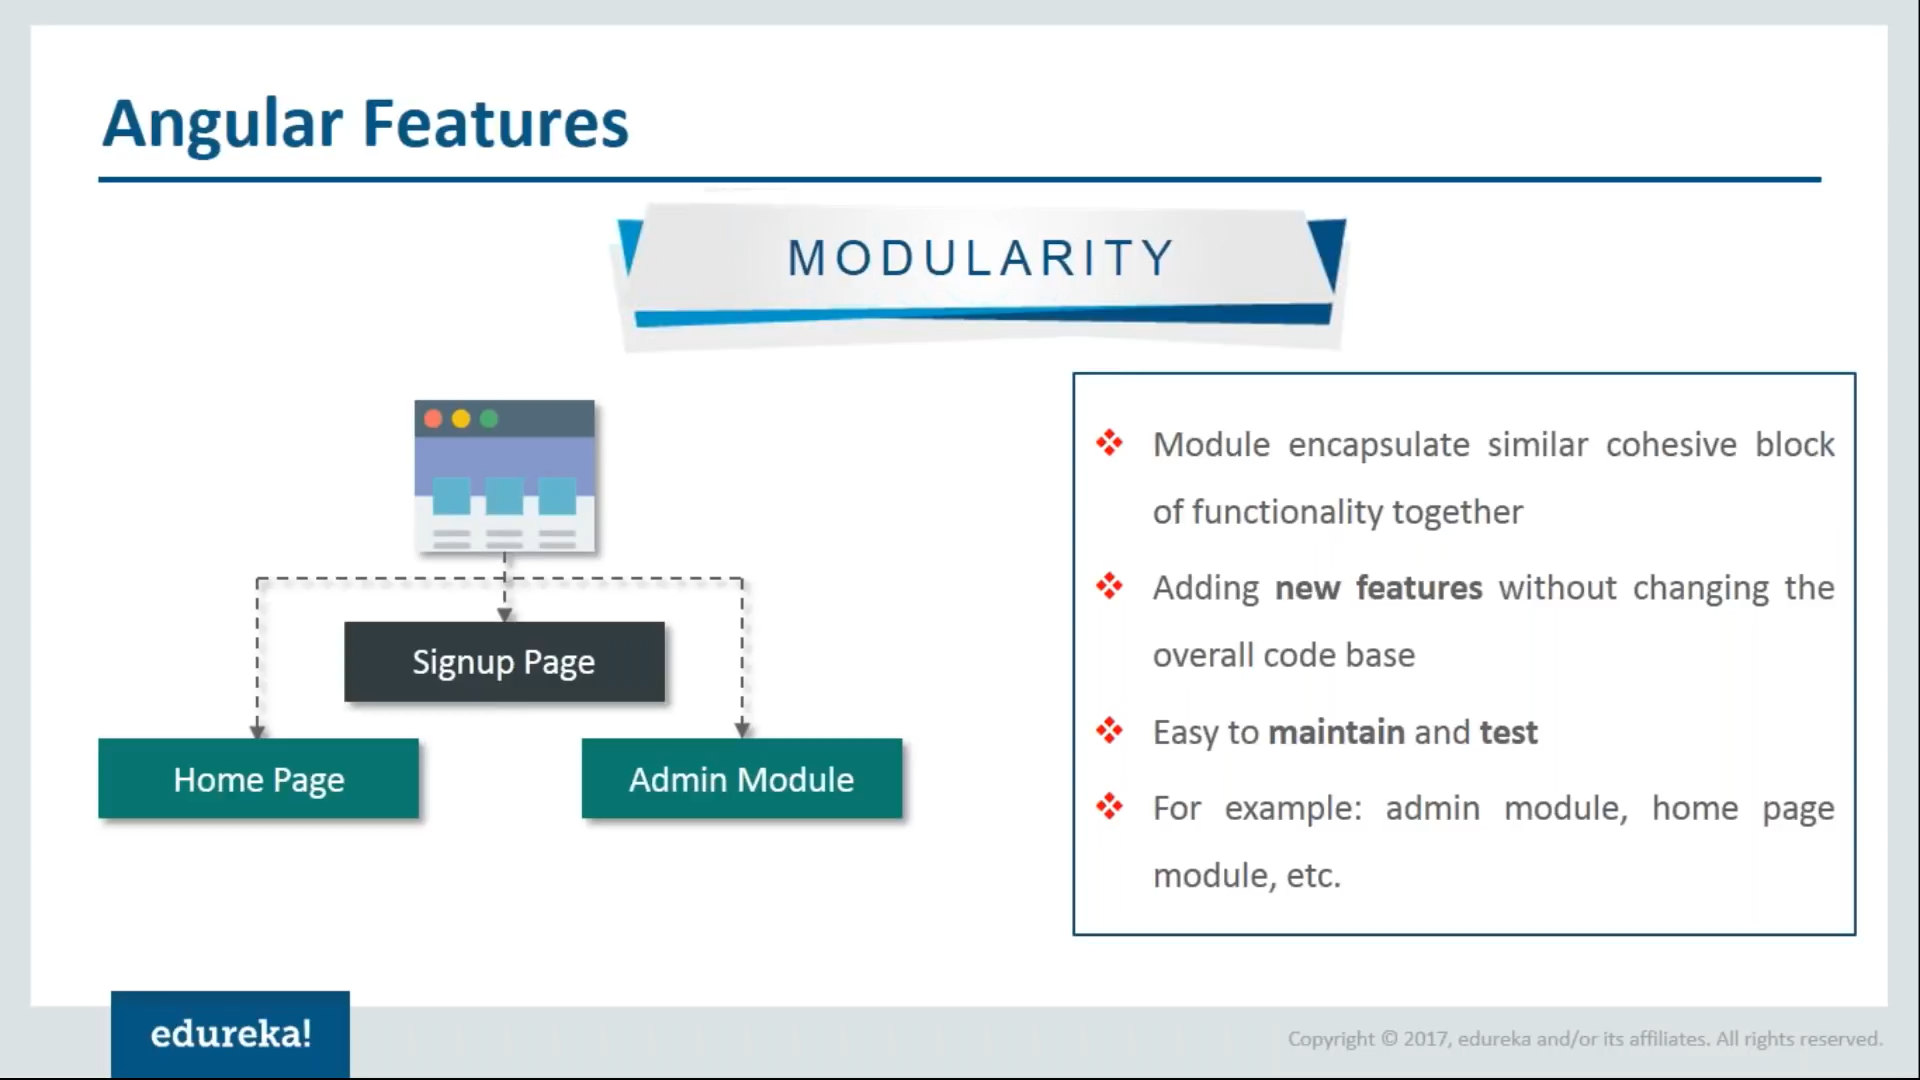 Angular Features
MODULARITY
Signup Page
Home Page
Admin Module
Module encapsulate similar cohesive block
of functionality together
Adding new features without changing the
overall code base
Easy to maintain and test
For example: admin module, home page
module, etc.
edureka!
Copyright © 2017, edureka and/or its affiliates. All rights reserved.